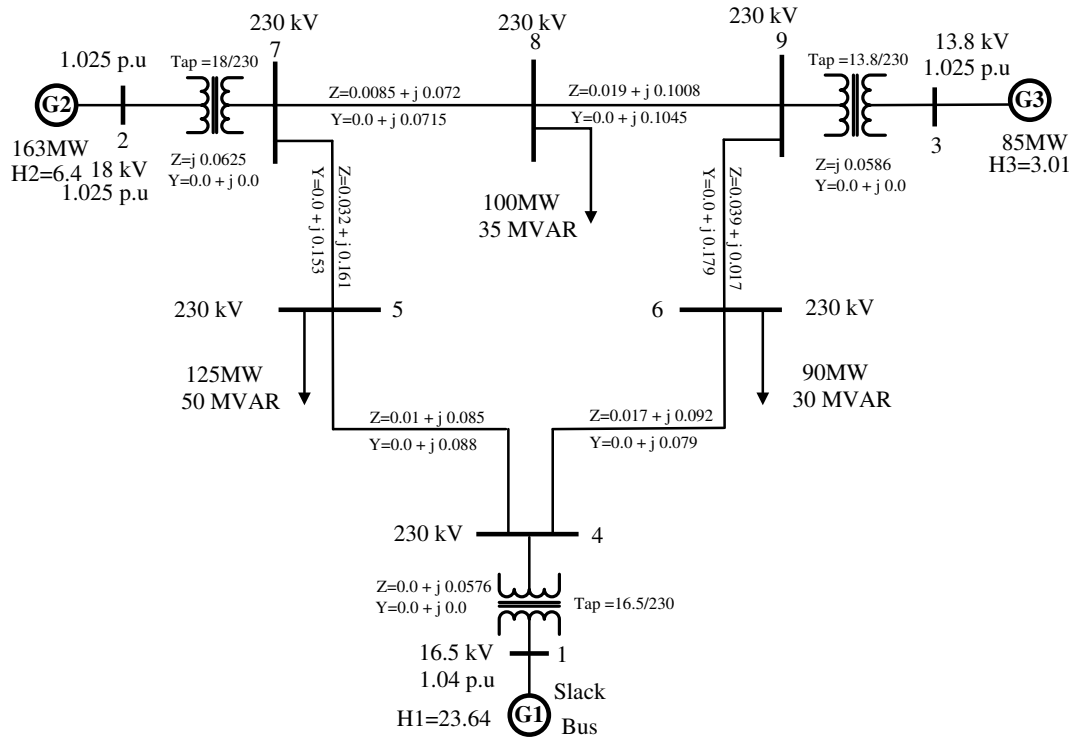 230 kV
7
230 kV
8
230 kV
9
1.025 p.u
Tap =18/230
13.8 kV
1.025 p.u
Tap =13.8/230
G2
2
Z=0.0085 + j 0.072
Y=0.0 + j 0.0715
Z=0.019 + j 0.1008
Y=0.0 + j 0.1045
3
G3
163MW
H2=6.4
18 kV
1.025 p.u
Z=j 0.0625
Y=0.0 + j 0.0
Z=j 0.0586
Y=0.0 + j 0.0
85MW
H3=3.01
Z=0.032 + j 0.161
Y=0.0 + j 0.153
100MW
35 MVAR
Z=0.039 + j 0.017
Y=0.0 + j 0.179
230 kV
5
6
230 kV
125MW
50 MVAR
90MW
30 MVAR
Z=0.01 + j 0.085
Y=0.0 + j 0.088
Z=0.017 + j 0.092
Y=0.0 + j 0.079
230 kV
4
Z=0.0 + j 0.0576
Y=0.0 + j 0.0
Tap =16.5/230
16.5 kV
1
1.04 p.u
H1=23.64
G1
Slack
Bus